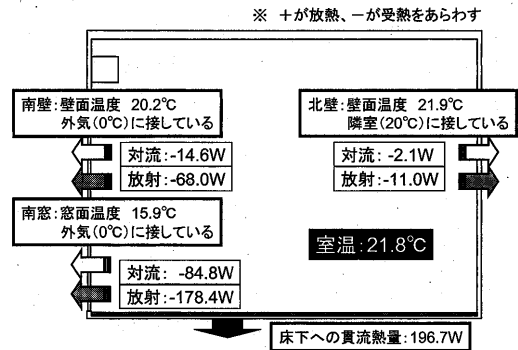 ※ +が放熱、-が受熱をあらわす
南壁:壁面温度 20.2℃
外気(0℃)に接している
対流:-14.6W
放射:-68.0W
北壁:壁面温度 21.9℃
隣室(20℃)に接している
対流: -2.1W
放射:-11.0W
南窓:窓面温度 15.9℃
外気(0℃)に接している
対流: -84.8W
放射:-178.4W
室温:21.8℃
床下への貫流熱量:196.7W